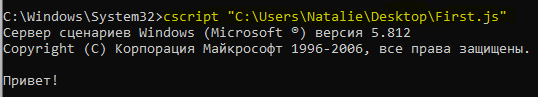 C:\Windows\System32>cscript "C:\Users\Natalie\Desktop\First.js"
Сервер сценариев Windows (Microsoft ®) версия 5.812
Copyright (C) Корпорация Майкрософт 1996-2006, все права защищены.
Привет!